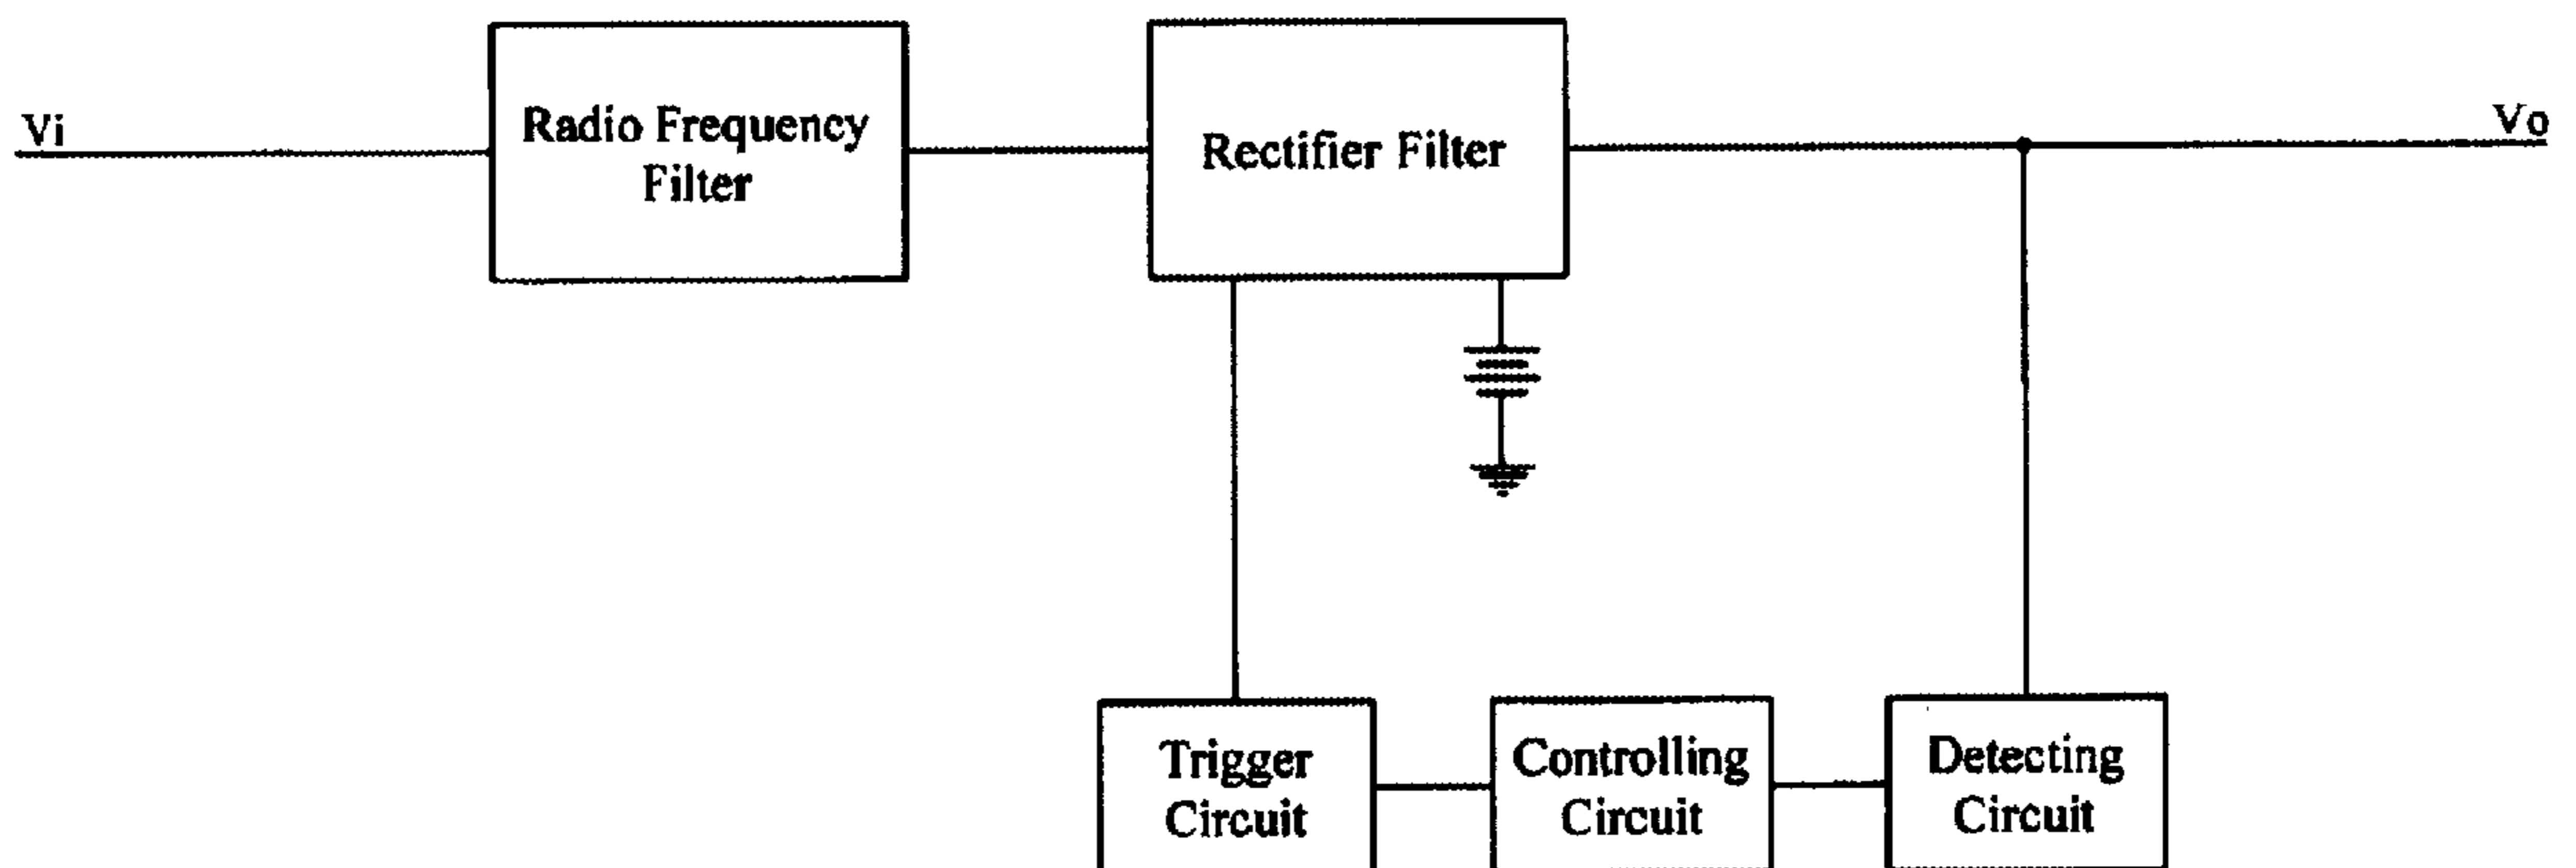 Vi
Radio Frequency
Filter
Rectifier Filter
Vo
Trigger
Circuit
Controlling
Circuit
Detecting
Circuit